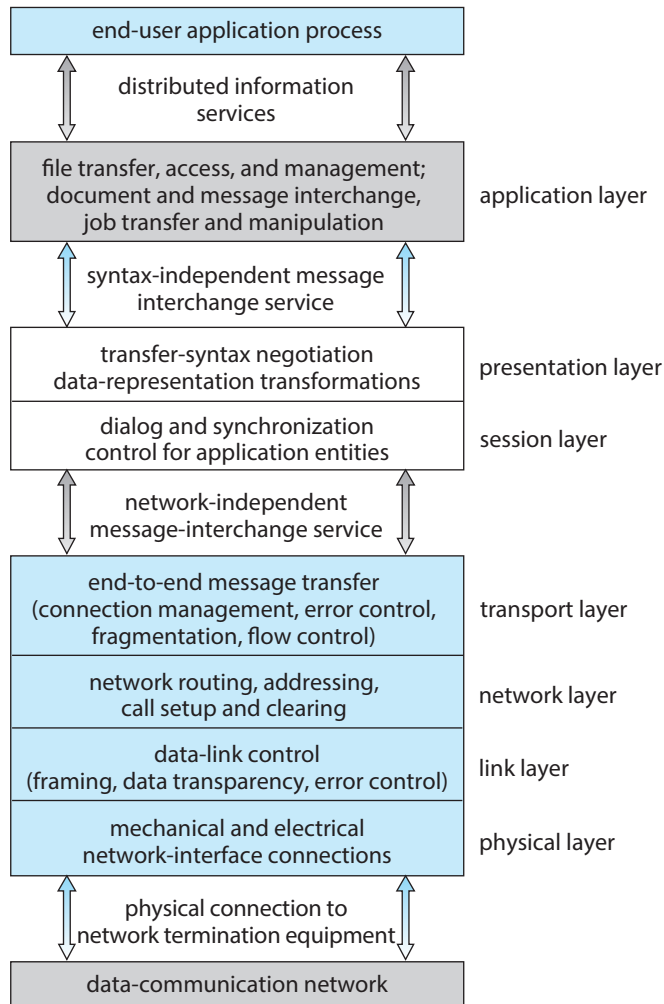 end-user application process
distributed information
services
file transfer, access, and management;
document and message interchange,
job transfer and manipulation
application layer
syntax-independent message
interchange service
transfer-syntax negotiation
data-representation transformations
presentation layer
dialog and synchronization
control for application entities
session layer
network-independent
message-interchange service
end-to-end message transfer
(connection management, error control,
fragmentation, flow control)
transport layer
network routing, addressing,
call setup and clearing
network layer
data-link control
(framing, data transparency, error control)
link layer
mechanical and electrical
network-interface connections
physical layer
physical connection to
network termination equipment
data-communication network